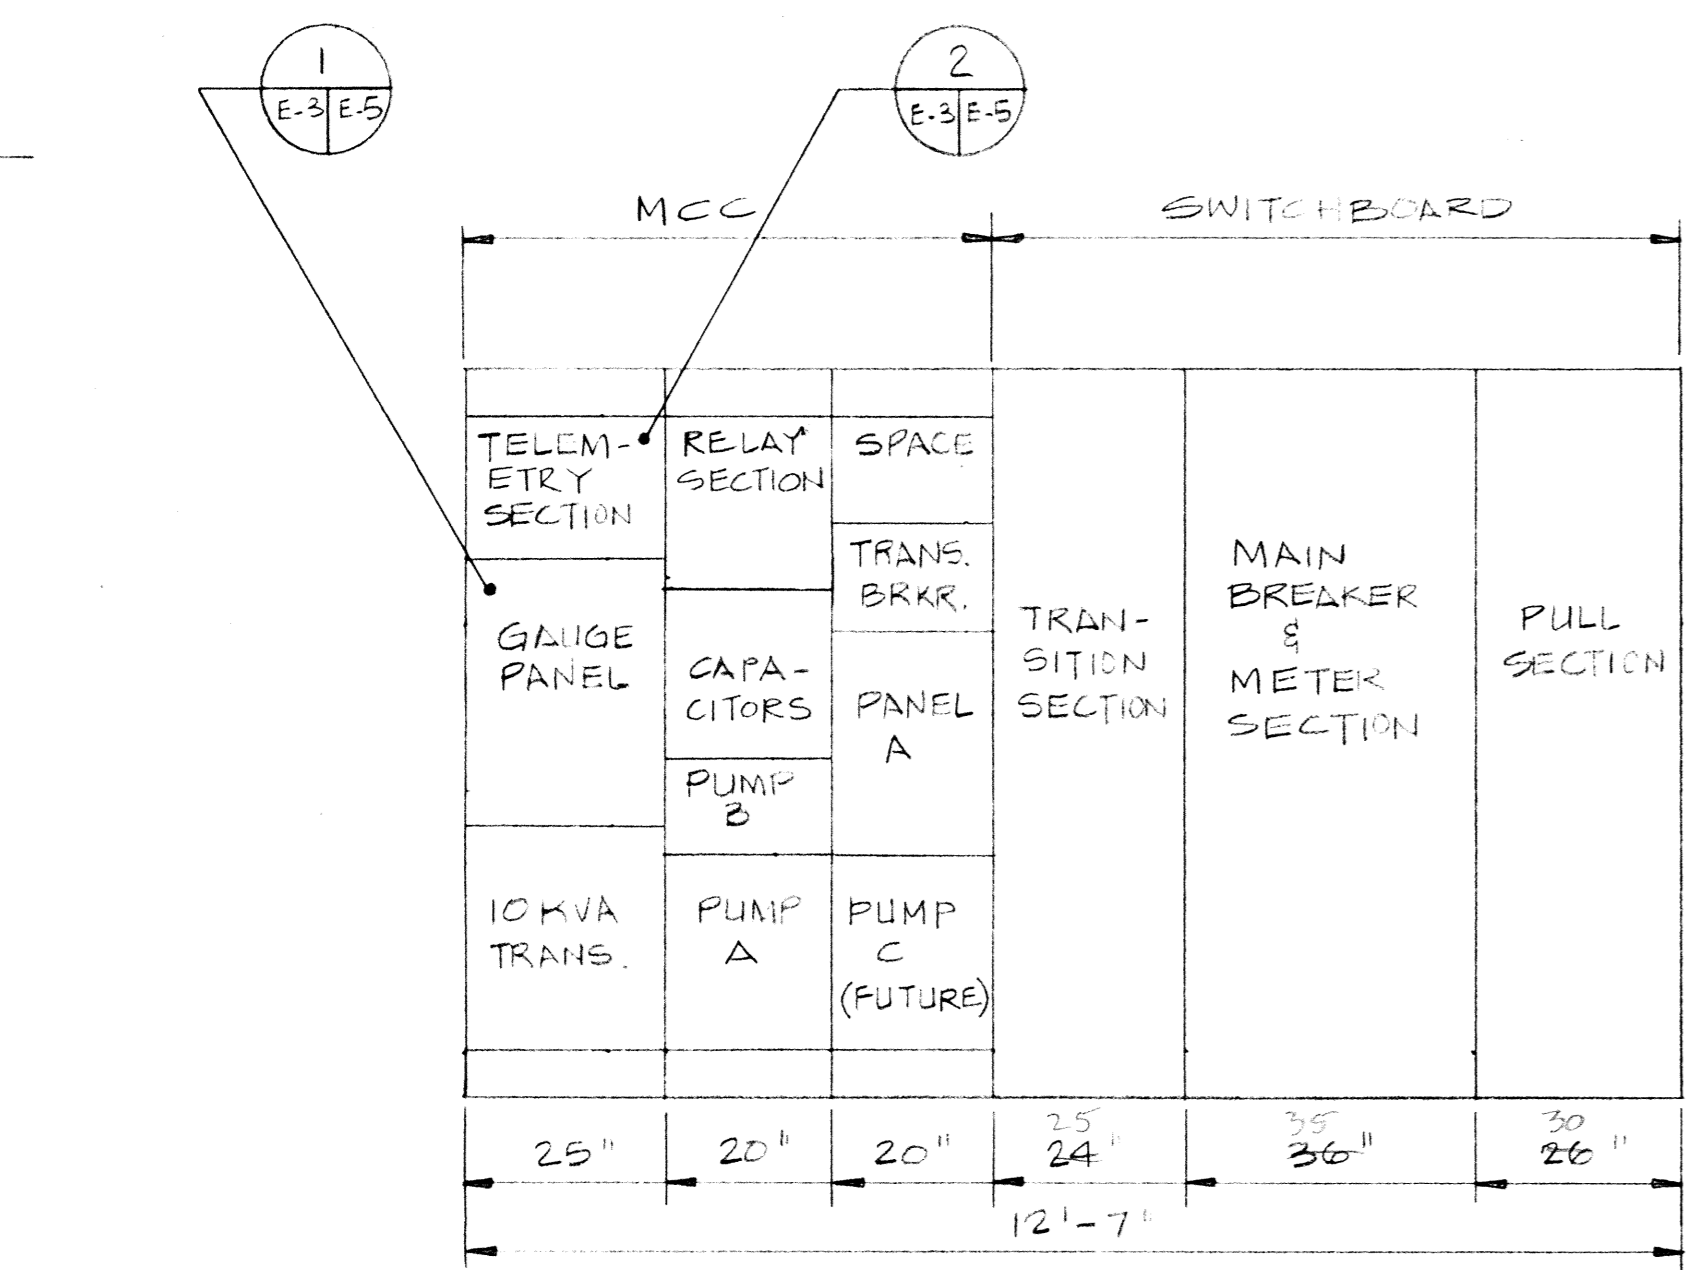 1
E-3 E-5
2
E-3 E-5
MCC
SWITCHBOARD
TELEM-
ETRY
SECTION
GAUGE
PANEL
10 KVA
TRANS.
RELAY
SECTION
CAPA-
CITORS
PUMP
B
PUMP
A
SPACE
TRANS.
BRKR.
PANEL
A
PUMP
C
(FUTURE)
TRAN-
SITION
SECTION
MAIN
BREAKER
&
METER
SECTION
PULL
SECTION
25"
20"
20"
25
24"
35
36"
30
26"
12'-7"